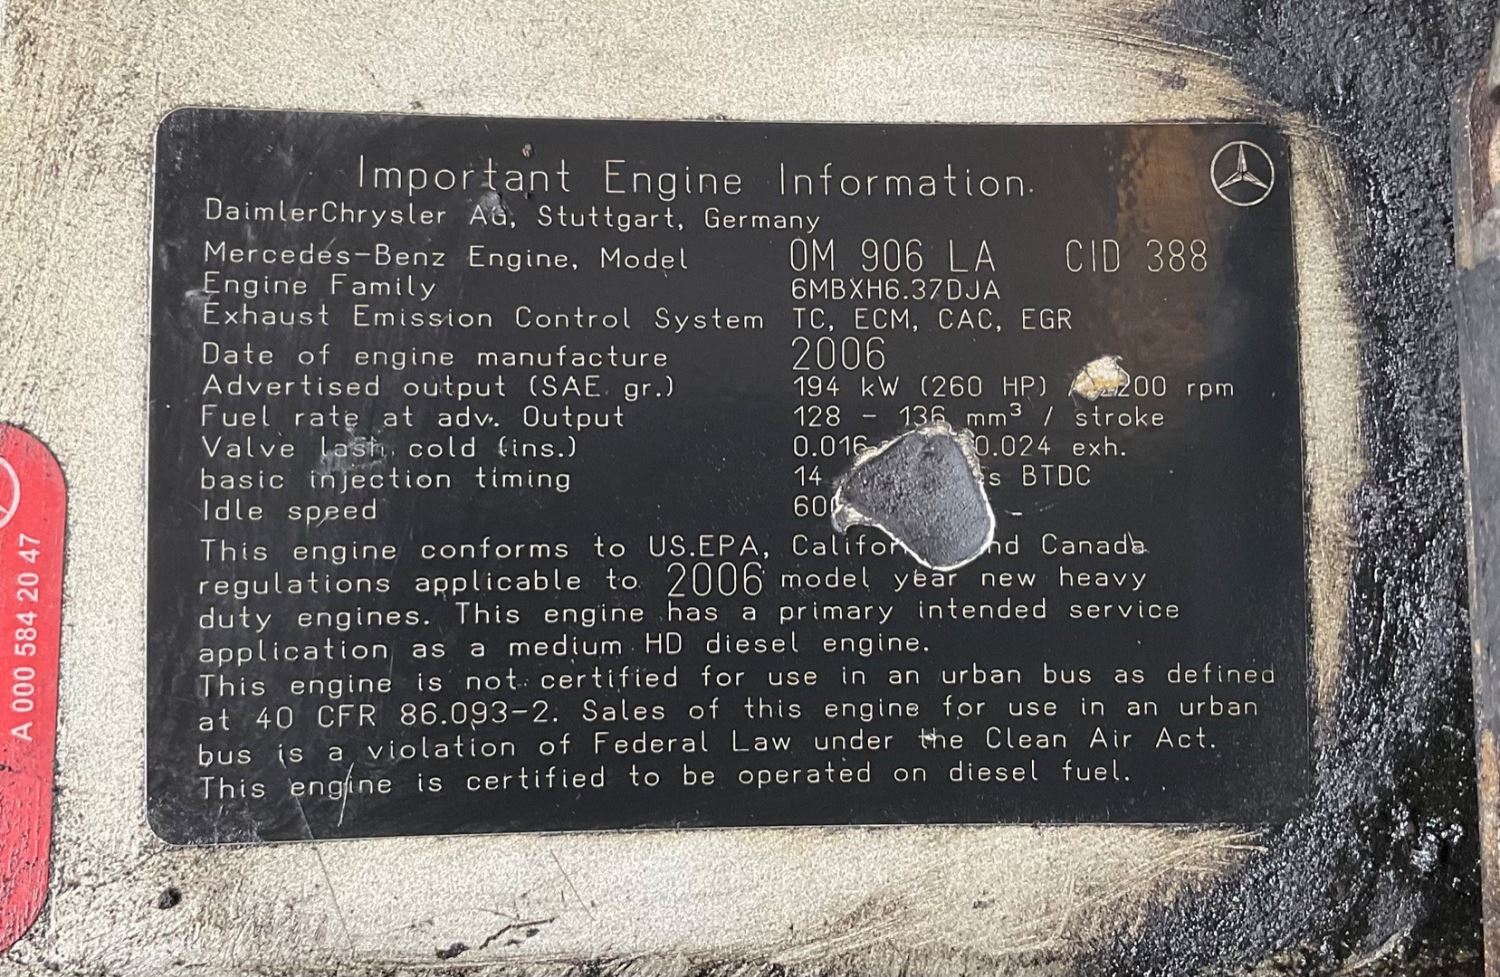 Important Engine Information.
DaimlerChrysler AG, Stuttgart, Germany
Mercedes-Benz Engine, Model OM 906 LA CID 388
Engine Family 6MBXH6.37DJA
Exhaust Emission Control System TC, ECM, CAC, EGR
Date of engine manufacture 2006
Advertised output (SAE gr.) 194 kW (260 HP) rpm
Fuel rate at adv. Output 128 - 136 mm³ / stroke
Valve lash cold (ins.) 0.016 0.024 exh.
basic injection timing 14 BTDC
Idle speed
This engine conforms to US.EPA, Canada
regulations applicable to 2006 model year new heavy
duty engines. This engine has a primary intended service
application as a medium HD diesel engine.
This engine is not certified for use in an urban bus as defined
at 40 CFR 86.093-2. Sales of this engine for use in an urban
bus is a violation of Federal Law under the Clean Air Act.
This engine is certified to be operated on diesel fuel.
A 000 584 20 47